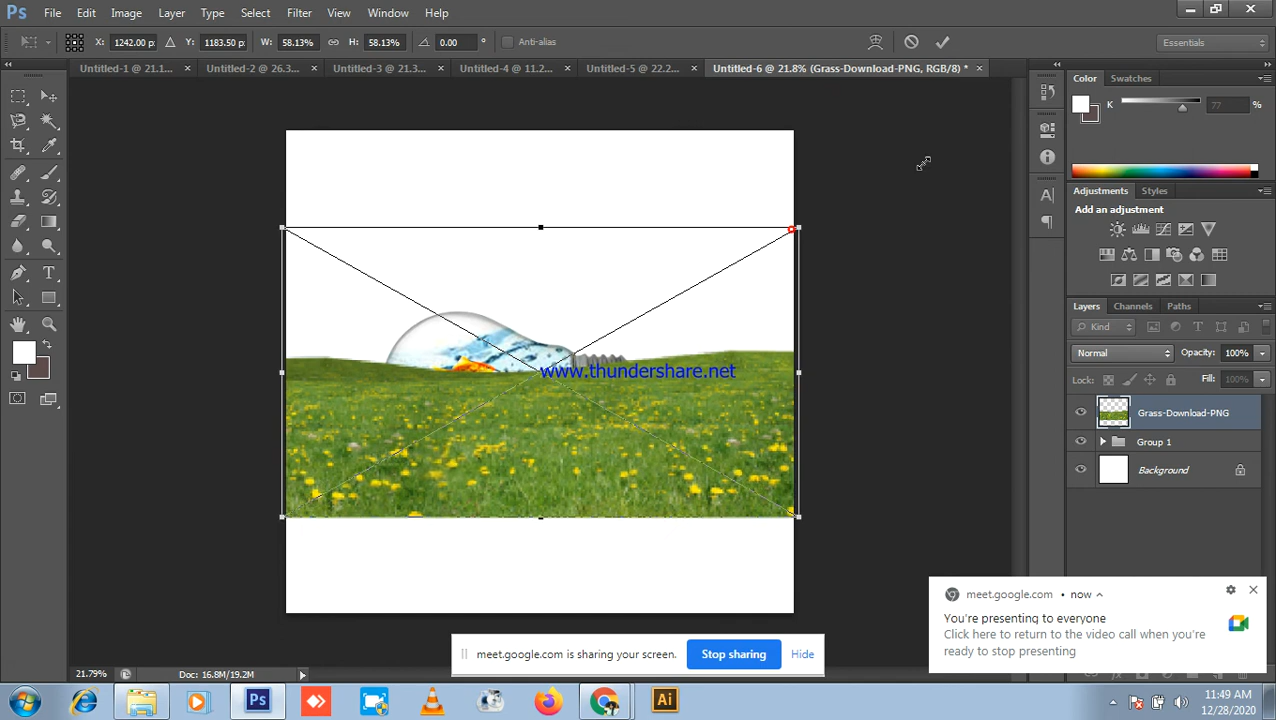 Ps File Edit Image Layer Type Select Filter View Window Help
X: 1242.00 p: Y: 1183.50 p: W: 58.13% H: 58.13% 0.00 ° Anti-alias Essentials
Untitled-1 @ 21.1... × Untitled-2 @ 26.3... × Untitled-3 @ 21.3... × Untitled-4 @ 11.2... × Untitled-5 @ 22.2... × Untitled-6 @ 21.8% (Grass-Download-PNG, RGB/8) * ×
Color Swatches
K 77 %
Adjustments Styles
Add an adjustment
Layers Channels Paths
Kind
Normal Opacity: 100%
Lock: Fill: 100%
Grass-Download-PNG
Group 1
Background
www.thundershare.net
meet.google.com • now
You're presenting to everyone
Click here to return to the video call when you're
ready to stop presenting
meet.google.com is sharing your screen. Stop sharing Hide
21.79% Doc: 16.8M/19.2M
Ps Ai
11:49 AM
12/28/2020